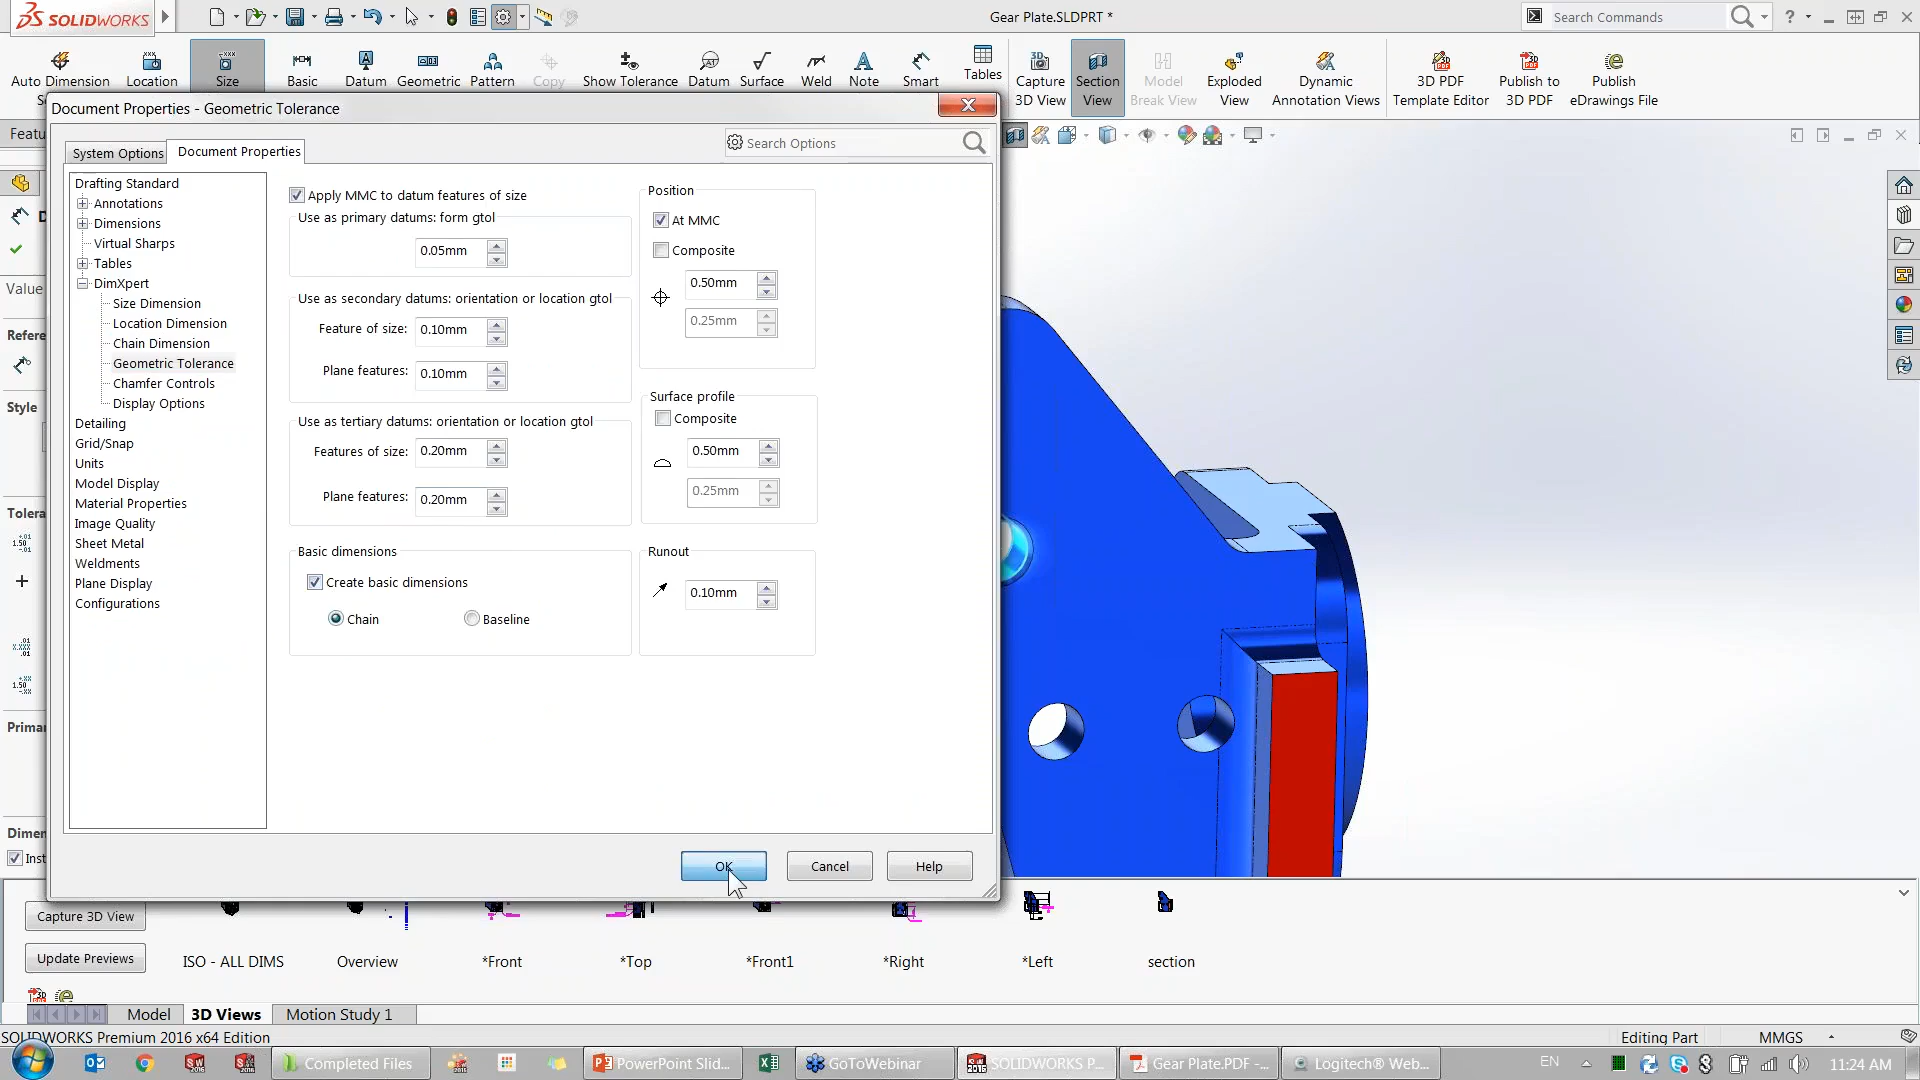 SOLIDWORKS
Gear Plate.SLDPRT *
Search Commands
Auto Dimension
Location
Size
Basic
Datum
Geometric
Pattern
Copy
Show Tolerance
Datum
Surface
Weld
Note
Smart
Tables
Capture
3D View
Section
View
Model
Break View
Exploded
View
Dynamic
Annotation Views
3D PDF
Template Editor
Publish to
3D PDF
Publish
eDrawings File
Document Properties - Geometric Tolerance
System Options
Document Properties
Search Options
Drafting Standard
Annotations
Dimensions
Virtual Sharps
Tables
DimXpert
Size Dimension
Location Dimension
Chain Dimension
Geometric Tolerance
Chamfer Controls
Display Options
Detailing
Grid/Snap
Units
Model Display
Material Properties
Image Quality
Sheet Metal
Weldments
Plane Display
Configurations
Apply MMC to datum features of size
Use as primary datums: form gtol
0.05mm
Use as secondary datums: orientation or location gtol
Feature of size: 0.10mm
Plane features: 0.10mm
Use as tertiary datums: orientation or location gtol
Features of size: 0.20mm
Plane features: 0.20mm
Basic dimensions
Create basic dimensions
Chain
Baseline
Position
At MMC
Composite
0.50mm
0.25mm
Surface profile
Composite
0.50mm
0.25mm
Runout
0.10mm
OK
Cancel
Help
Featu
Value
Refere
Style
Tolera
Primar
Dimen
Inst
Capture 3D View
Update Previews
ISO - ALL DIMS
Overview
*Front
*Top
*Front1
*Right
*Left
section
Model
3D Views
Motion Study 1
SOLIDWORKS Premium 2016 x64 Edition
Editing Part
MMGS
Completed Files
PowerPoint Slid...
GoToWebinar
SOLIDWORKS P...
Gear Plate.PDF -...
Logitech® Web...
EN
11:24 AM